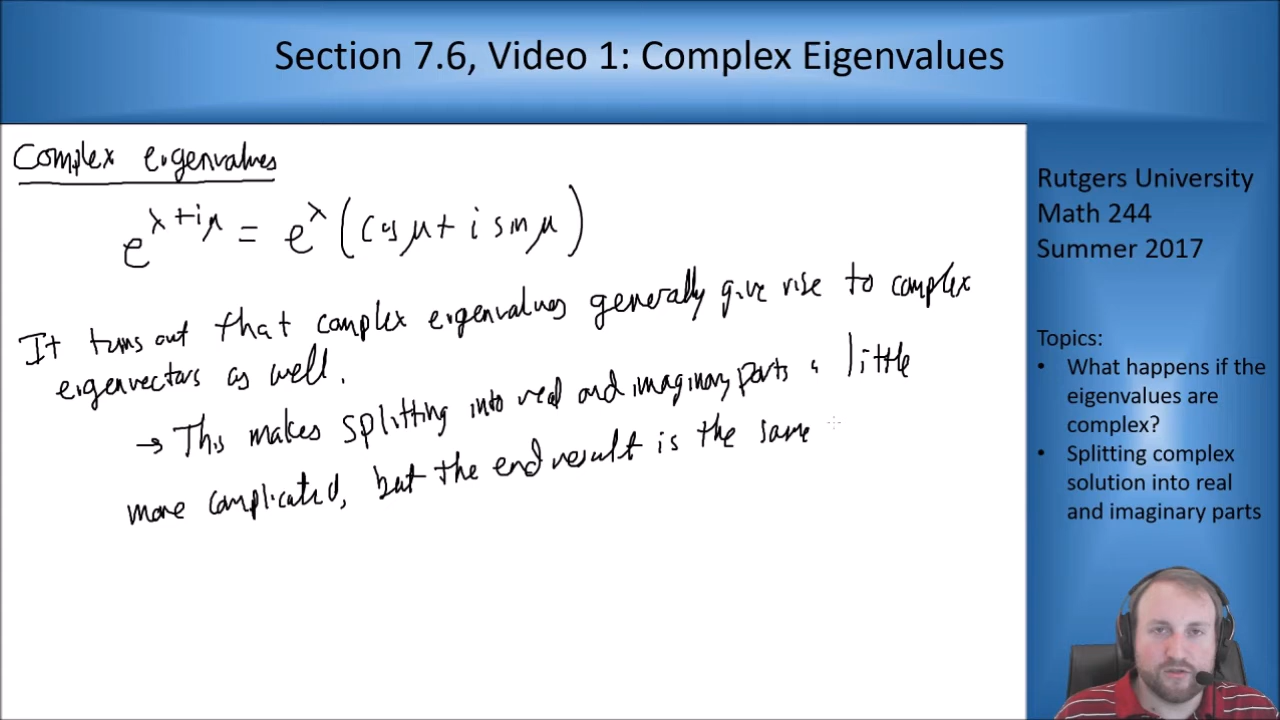 Section 7.6, Video 1: Complex Eigenvalues
Complex eigenvalues
e^{λ+iμ} = e^λ (cos μ + i sin μ)
It turns out that complex eigenvalues generally give rise to complex
eigenvectors as well.
→ This makes splitting into real and imaginary parts a little
more complicated, but the end result is the same
Rutgers University
Math 244
Summer 2017
Topics:
• What happens if the
eigenvalues are
complex?
• Splitting complex
solution into real
and imaginary parts